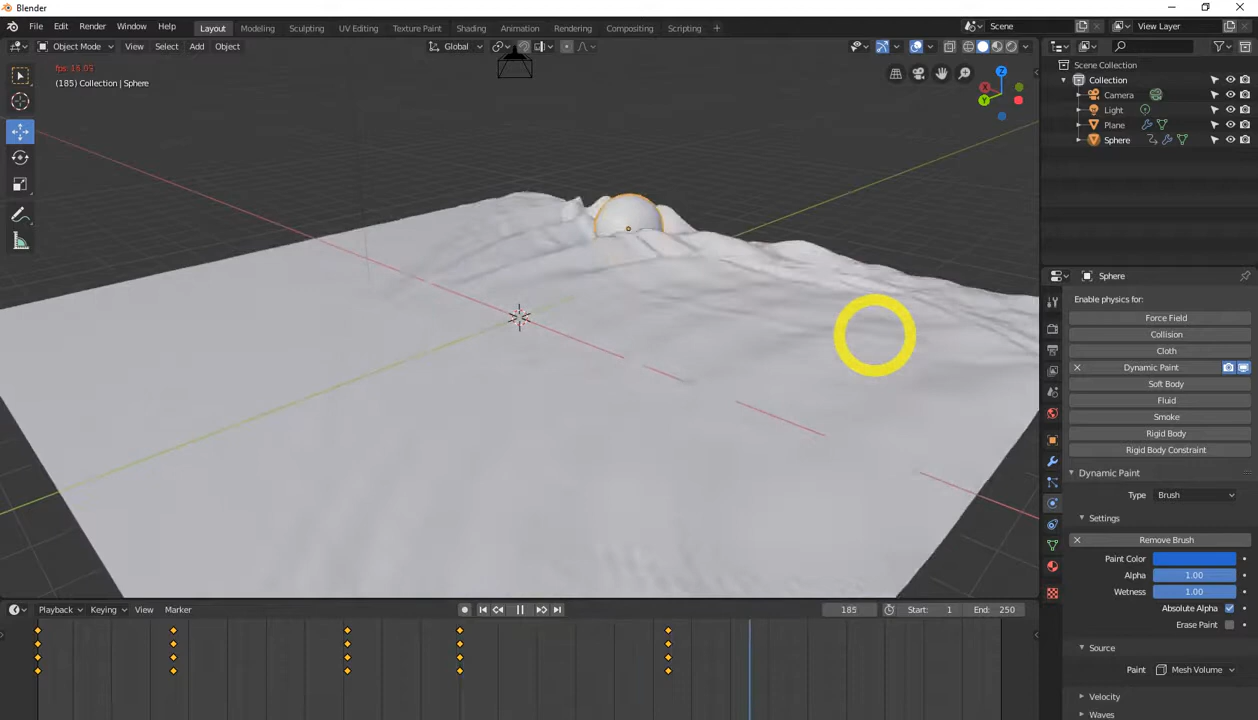 Blender
File Edit Render Window Help
Layout Modeling Sculpting UV Editing Texture Paint Shading Animation Rendering Compositing Scripting
Scene
View Layer
Object Mode View Select Add Object
Global
(185) Collection | Sphere
X
Z
Y
Scene Collection
Collection
Camera
Light
Plane
Sphere
Sphere
Enable physics for:
Force Field
Collision
Cloth
Dynamic Paint
Soft Body
Fluid
Smoke
Rigid Body
Rigid Body Constraint
Dynamic Paint
Type Brush
Settings
Remove Brush
Paint Color
Alpha 1.00
Wetness 1.00
Absolute Alpha
Erase Paint
Source
Paint Mesh Volume
Velocity
Waves
Playback Keying View Marker
185 Start: 1 End: 250